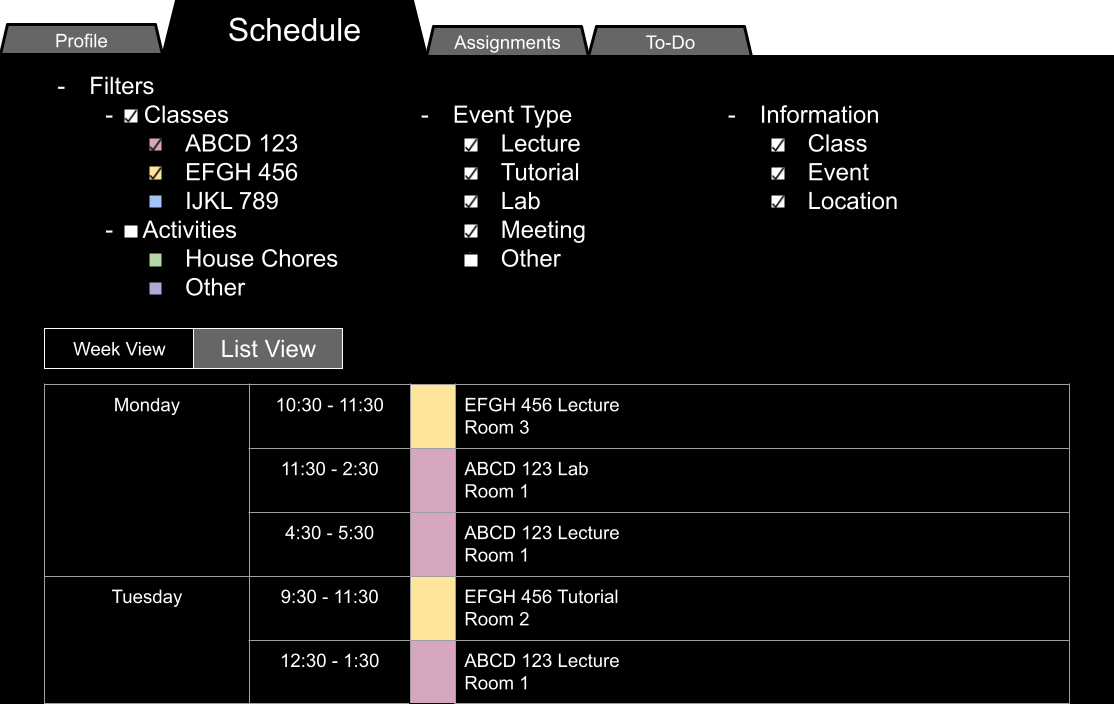 Profile
Schedule
Assignments
To-Do
- Filters
- Classes
ABCD 123
EFGH 456
IJKL 789
- Activities
House Chores
Other
- Event Type
Lecture
Tutorial
Lab
Meeting
Other
- Information
Class
Event
Location
Week View
List View
Monday
10:30 - 11:30
EFGH 456 Lecture
Room 3
11:30 - 2:30
ABCD 123 Lab
Room 1
4:30 - 5:30
ABCD 123 Lecture
Room 1
Tuesday
9:30 - 11:30
EFGH 456 Tutorial
Room 2
12:30 - 1:30
ABCD 123 Lecture
Room 1